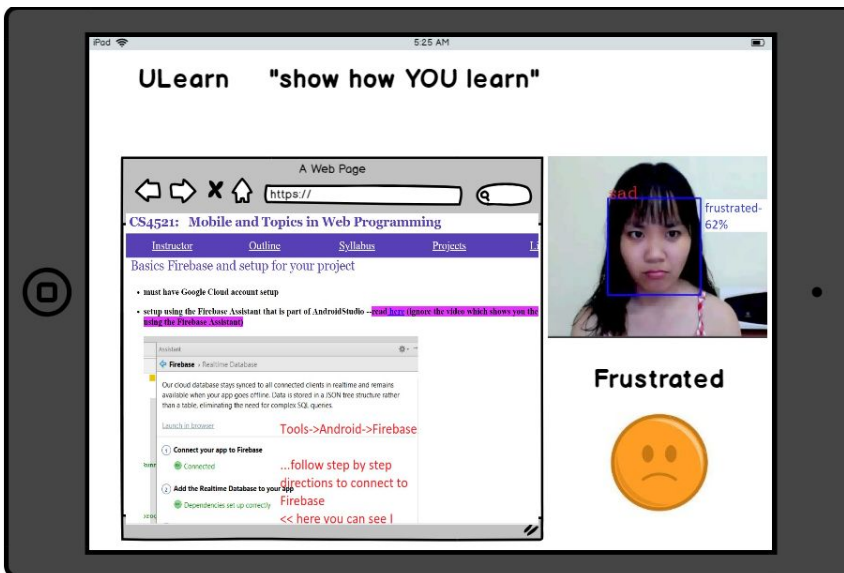 iPad 5:25 AM
ULearn "show how YOU learn"
A Web Page
https://
CS4521: Mobile and Topics in Web Programming
Instructor Outline Syllabus Projects Li
Basics Firebase and setup for your project
• must have Google Cloud account setup
• setup using the Firebase Assistant that is part of AndroidStudio --read here (ignore the video which shows you the
using the Firebase Assistant)
Assistant
Firebase › Realtime Database
Our cloud database stays synced to all connected clients in realtime and remains
available when your app goes offline. Data is stored in a JSON tree structure rather
than a table, eliminating the need for complex SQL queries.
Launch in browser
Tools->Android->Firebase
1 Connect your app to Firebase
Connected
...follow step by step
directions to connect to
Firebase
2 Add the Realtime Database to your app
Dependencies set up correctly
<< here you can see I
sad
frustrated-
62%
Frustrated